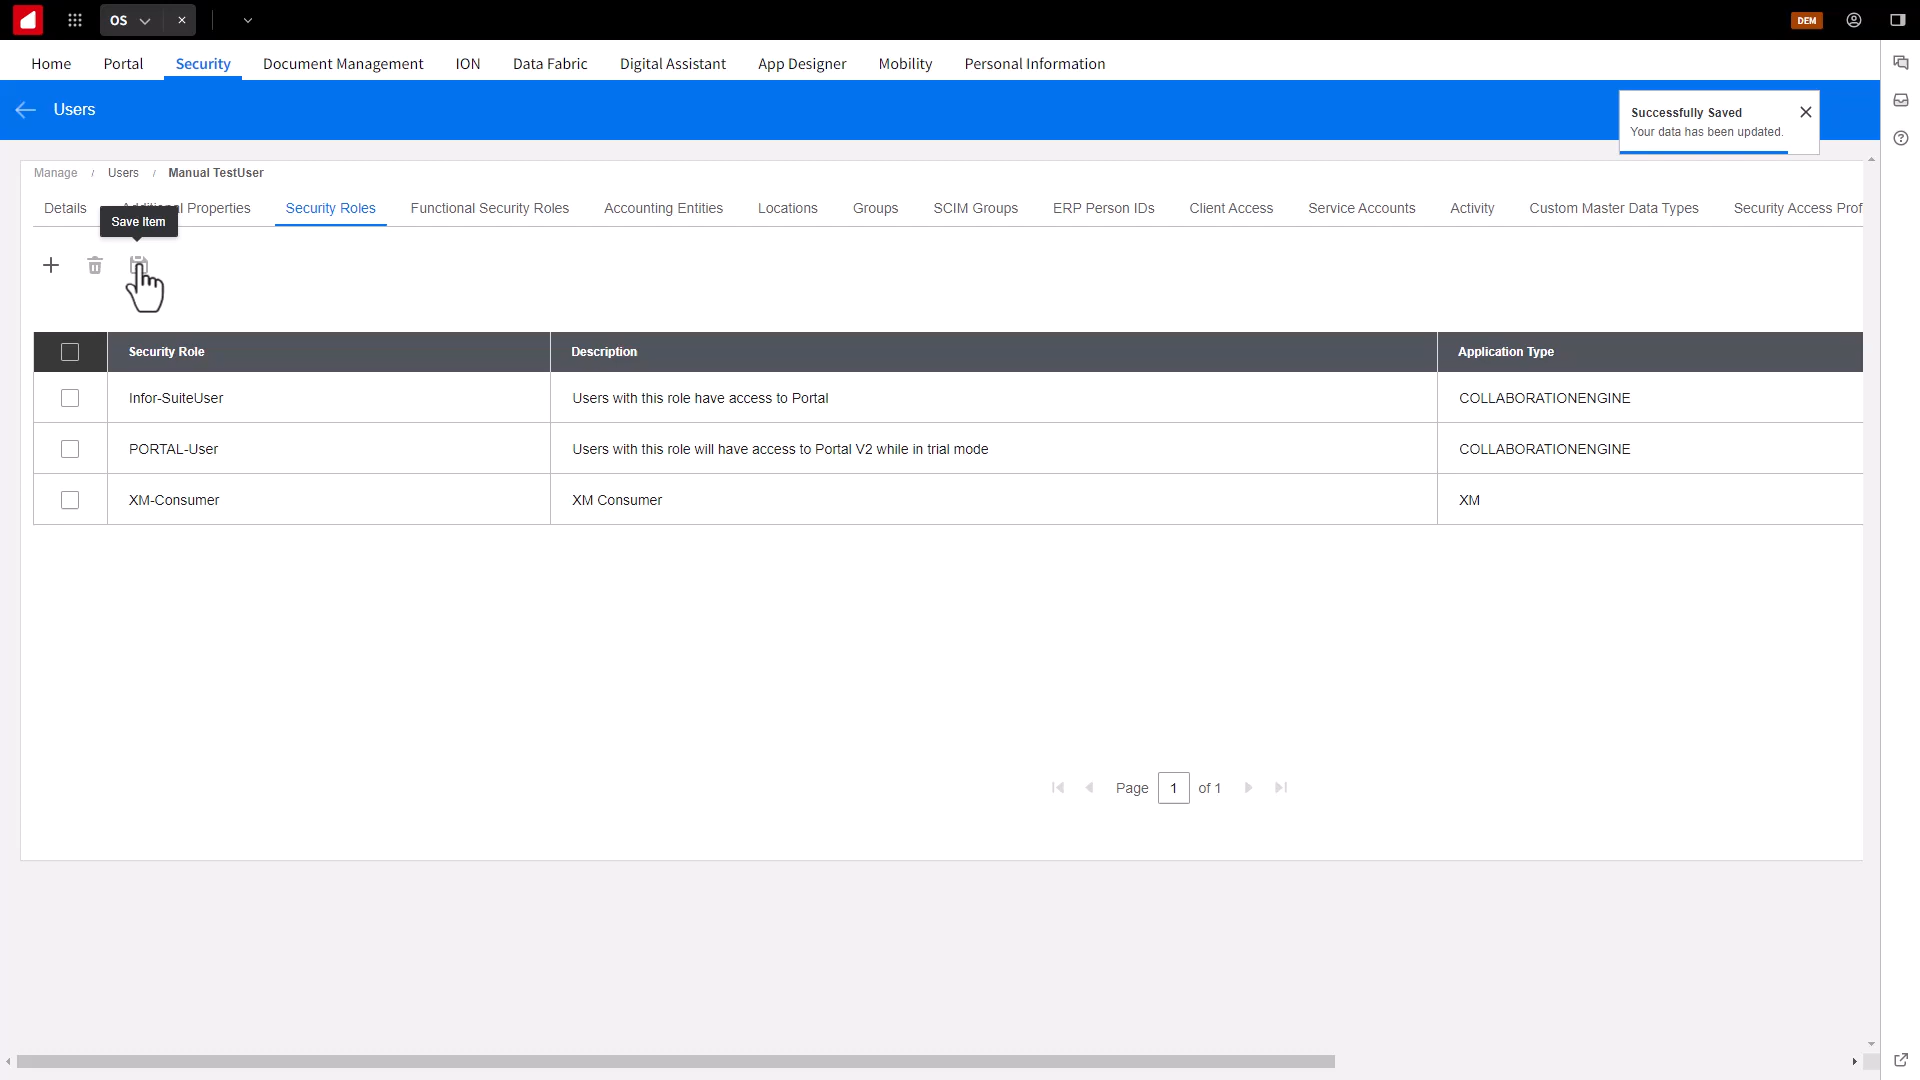 OS
DEM
Home Portal Security Document Management ION Data Fabric Digital Assistant App Designer Mobility Personal Information
Users
Successfully Saved
Your data has been updated.
Manage / Users / Manual TestUser
Details Properties Security Roles Functional Security Roles Accounting Entities Locations Groups SCIM Groups ERP Person IDs Client Access Service Accounts Activity Custom Master Data Types Security Access Prof
Save Item
Security Role Description Application Type
Infor-SuiteUser Users with this role have access to Portal COLLABORATIONENGINE
PORTAL-User Users with this role will have access to Portal V2 while in trial mode COLLABORATIONENGINE
XM-Consumer XM Consumer XM
Page 1 of 1